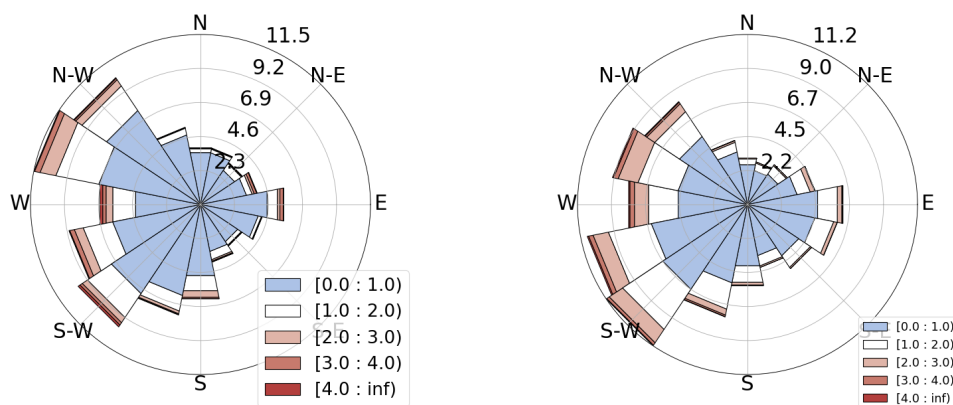 N
11.5
N-W
9.2
N-E
6.9
4.6
2.3
W
E
S-W
S-E
S
[0.0 : 1.0)
[1.0 : 2.0)
[2.0 : 3.0)
[3.0 : 4.0)
[4.0 : inf)
N
11.2
N-W
9.0
N-E
6.7
4.5
2.2
W
E
S-W
S-E
S
[0.0 : 1.0)
[1.0 : 2.0)
[2.0 : 3.0)
[3.0 : 4.0)
[4.0 : inf)